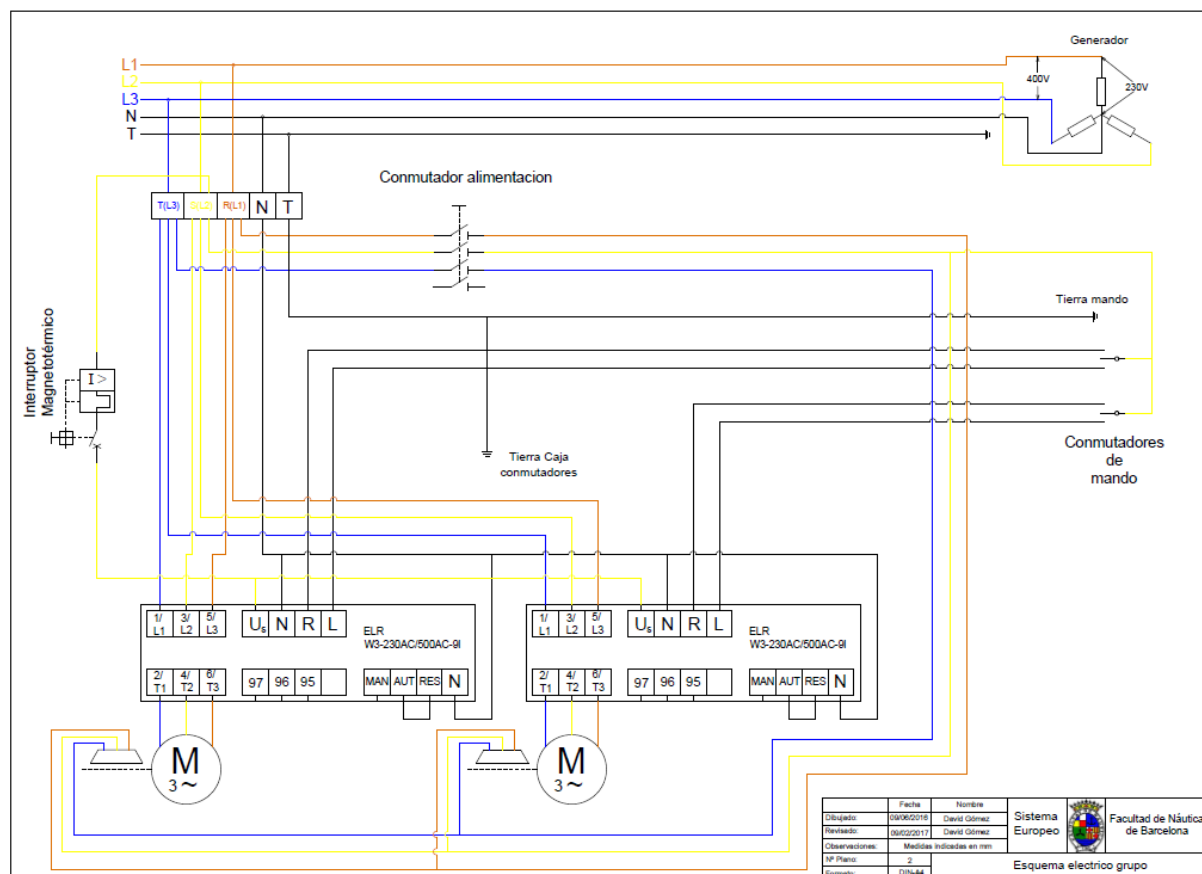 Generador
L1
L2
L3
N
T
400V
230V
Conmutador alimentacion
T(L3) S(L2) R(L1) N T
Tierra mando
Interruptor
Magnetotérmico
I >
Tierra Caja
conmutadores
Conmutadores
de
mando
1/ L1 3/ L2 5/ L3
Us N R L
ELR
W3-230AC/500AC-9I
2/ T1 4/ T2 6/ T3
97 96 95
MAN AUT RES N
1/ L1 3/ L2 5/ L3
Us N R L
ELR
W3-230AC/500AC-9I
2/ T1 4/ T2 6/ T3
97 96 95
MAN AUT RES N
M
3 ~
M
3 ~
Fecha Nombre
Dibujado: 09/06/2016 David Gómez
Revisado: 09/02/2017 David Gómez
Observaciones: Medidas indicadas en mm
Nº Plano: 2
Formato: DIN-A4
Sistema
Europeo
Facultad de Náutica
de Barcelona
Esquema electrico grupo